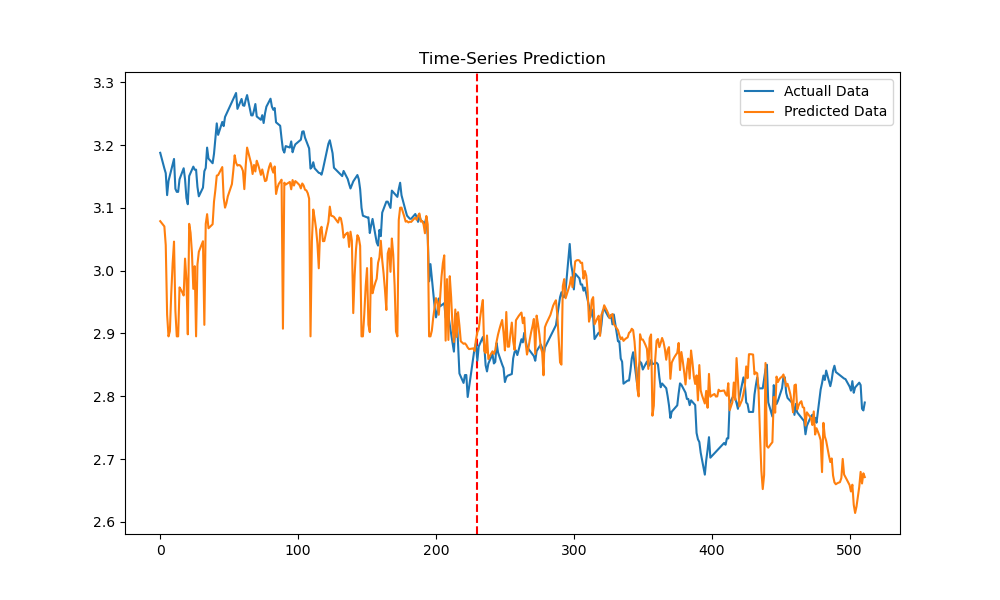 Time-Series Prediction
Actuall Data
Predicted Data
3.3
3.2
3.1
3.0
2.9
2.8
2.7
2.6
0 100 200 300 400 500